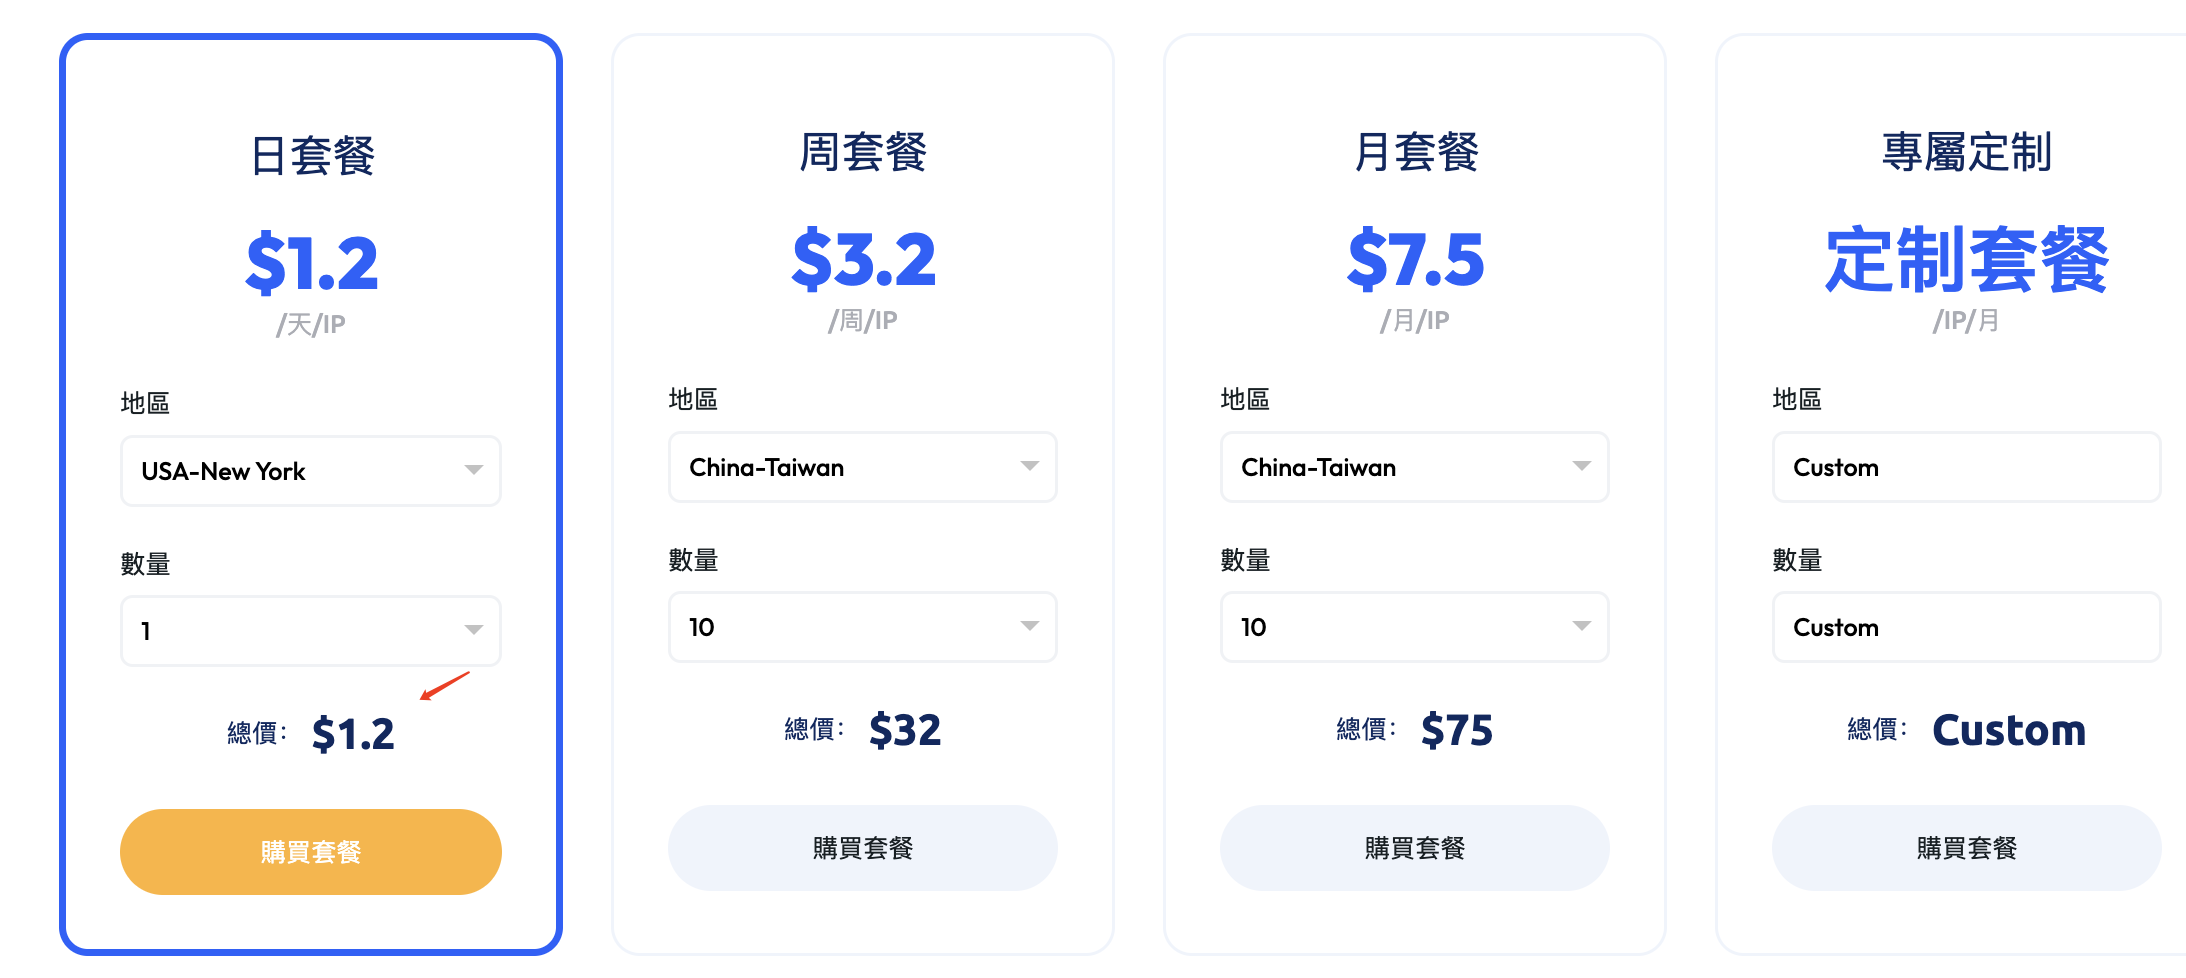 日套餐
$1.2
/天/IP
地區
USA-New York
數量
1
總價： $1.2
購買套餐
周套餐
$3.2
/周/IP
地區
China-Taiwan
數量
10
總價： $32
購買套餐
月套餐
$7.5
/月/IP
地區
China-Taiwan
數量
10
總價： $75
購買套餐
專屬定制
定制套餐
/IP/月
地區
Custom
數量
Custom
總價： Custom
購買套餐